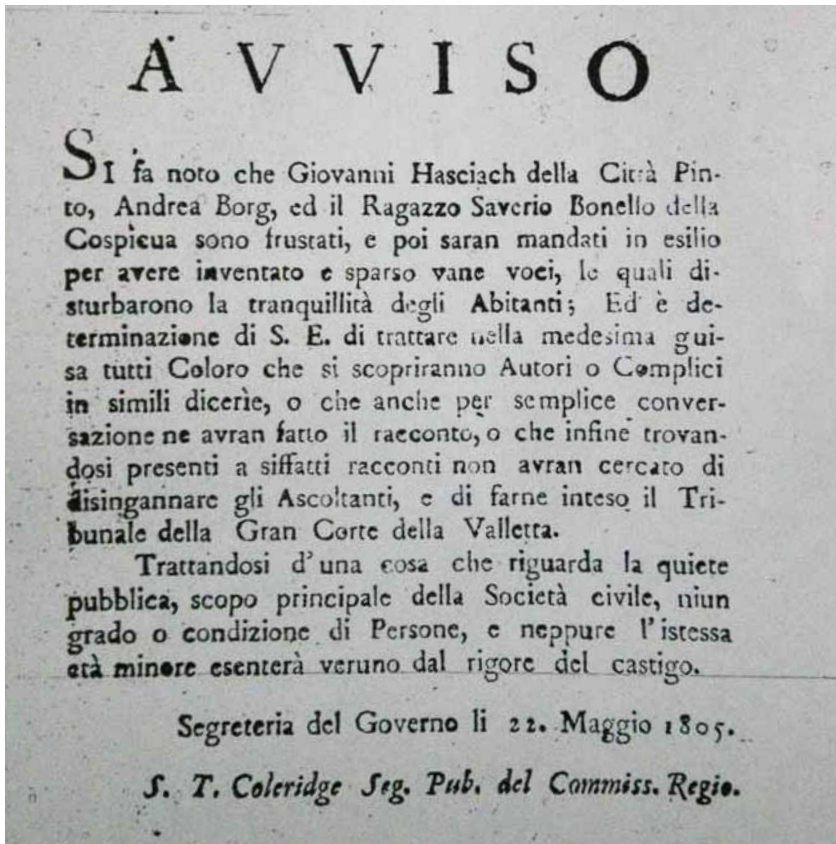 AVVISO
SI fa noto che Giovanni Hasciach della Città Pin-
to, Andrea Borg, ed il Ragazzo Saverio Bonello della
Cospicua sono frustati, e poi saran mandati in esilio
per avere inventato e sparso vane voci, le quali di-
sturbarono la tranquillità degli Abitanti; Ed è de-
terminazione di S. E. di trattare nella medesima gui-
sa tutti Coloro che si scopriranno Autori o Complici
in simili dicerìe, o che anche per semplice conver-
sazione ne avran fatto il racconto, o che infine trovan-
dosi presenti a siffatti racconti non avran cercato di
disingannare gli Ascoltanti, e di farne inteso il Tri-
bunale della Gran Corte della Valletta.
Trattandosi d'una cosa che riguarda la quiete
pubblica, scopo principale della Società civile, niun
grado o condizione di Persone, e neppure l'istessa
età minore esenterà veruno dal rigore del castigo.
Segreteria del Governo li 22. Maggio 1805.
S. T. Coleridge Seg. Pub. del Commiss. Regio.